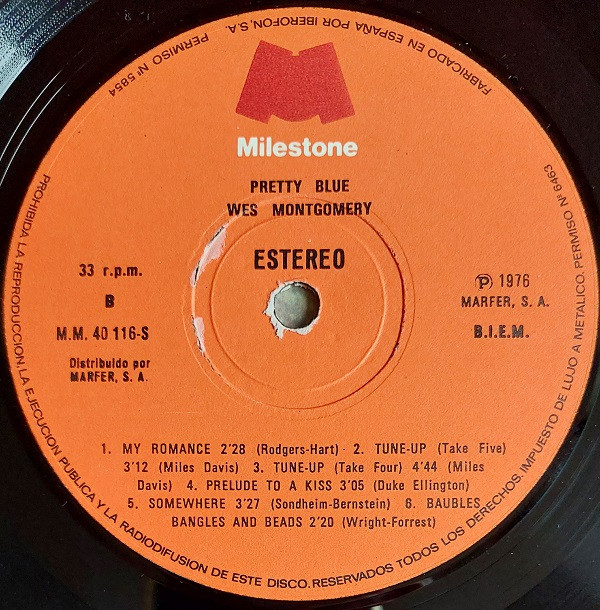 FABRICADO EN ESPAÑA POR IBEROFON, S.A. PERMISO Nº 5854
Milestone
PRETTY BLUE
WES MONTGOMERY
ESTEREO
33 r.p.m.
B
M.M. 40 116-S
Distribuido por
MARFER, S. A.
Ⓟ 1976
MARFER, S. A.
B.I.E.M.
1. MY ROMANCE 2'28 (Rodgers-Hart) - 2. TUNE-UP (Take Five)
3'12 (Miles Davis) 3. TUNE-UP (Take Four) 4'44 (Miles
Davis) 4. PRELUDE TO A KISS 3'05 (Duke Ellington)
5. SOMEWHERE 3'27 (Sondheim-Bernstein) 6. BAUBLES
BANGLES AND BEADS 2'20 (Wright-Forrest)
PROHIBIDA LA REPRODUCCION, LA EJECUCION PUBLICA Y LA RADIODIFUSION DE ESTE DISCO. RESERVADOS TODOS LOS DERECHOS. IMPUESTO DE LUJO A METALICO. PERMISO Nº 6463